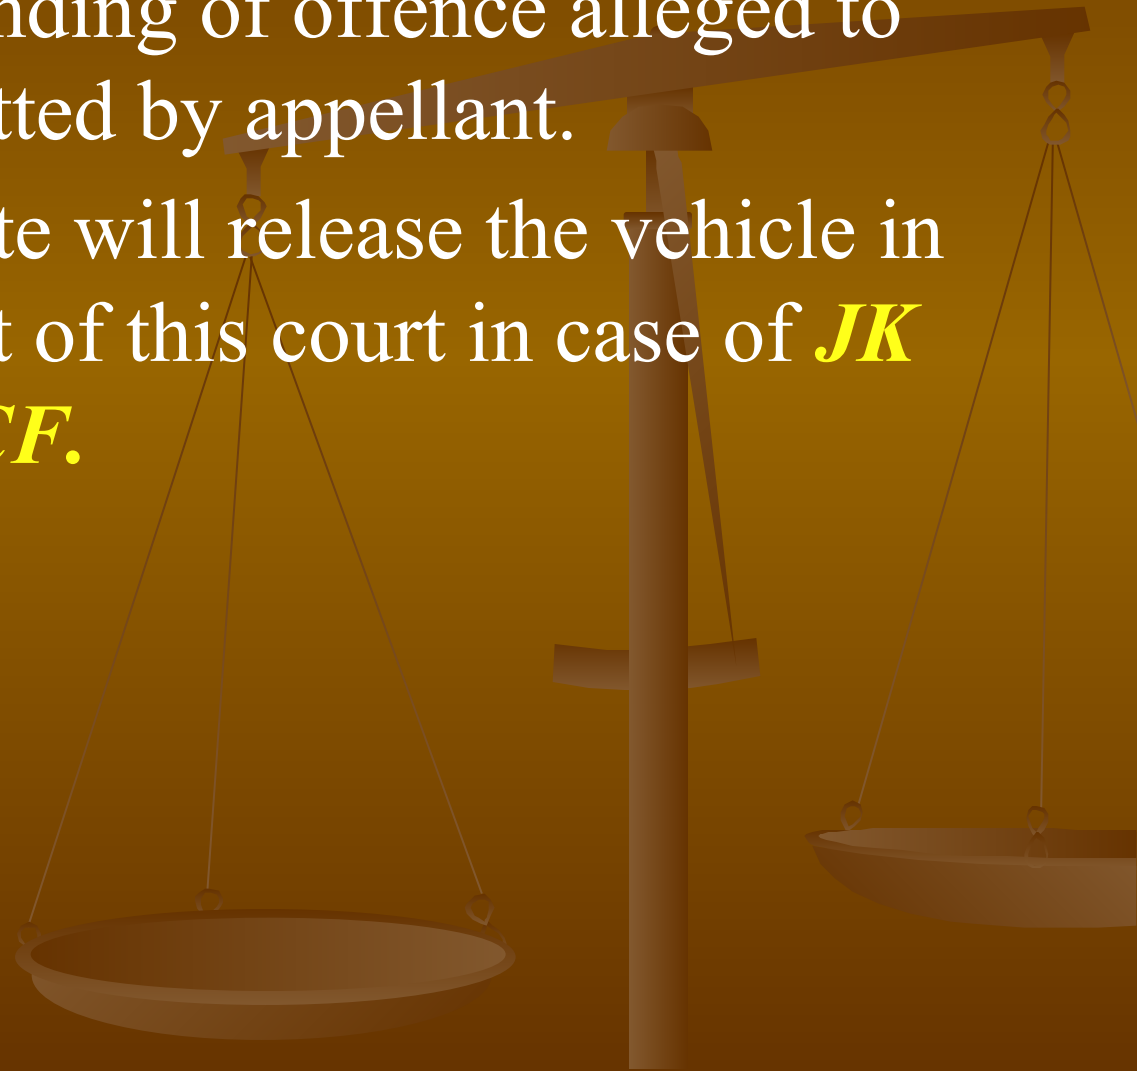 nding of offence alleged to
tted by appellant.
te will release the vehicle in
t of this court in case of JK
CF.